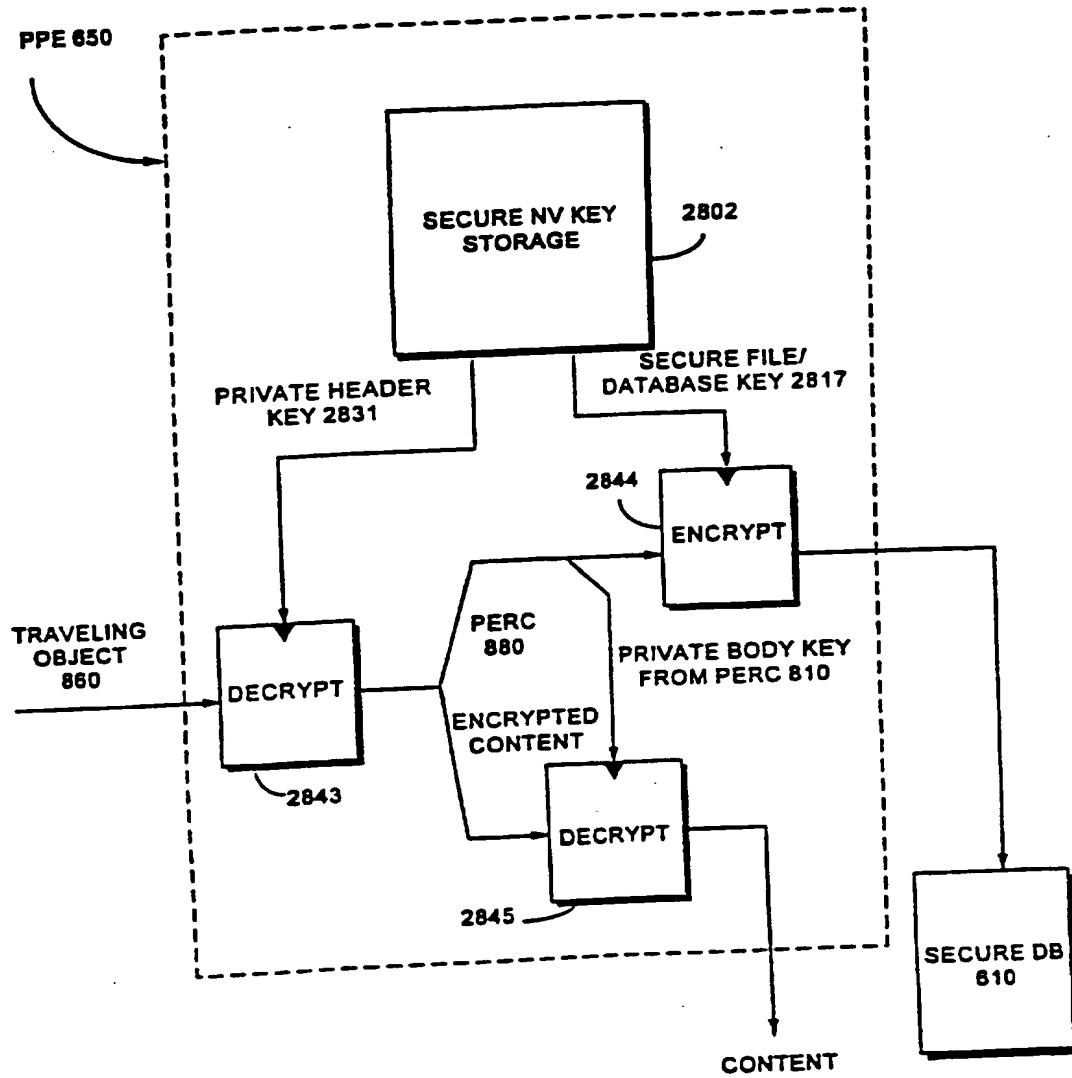 PPE 650
SECURE NV KEY
STORAGE
2802
PRIVATE HEADER
KEY 2831
SECURE FILE/
DATABASE KEY 2817
2844
ENCRYPT
TRAVELING
OBJECT
860
DECRYPT
2843
PERC
880
PRIVATE BODY KEY
FROM PERC 810
ENCRYPTED
CONTENT
DECRYPT
2845
SECURE DB
610
CONTENT